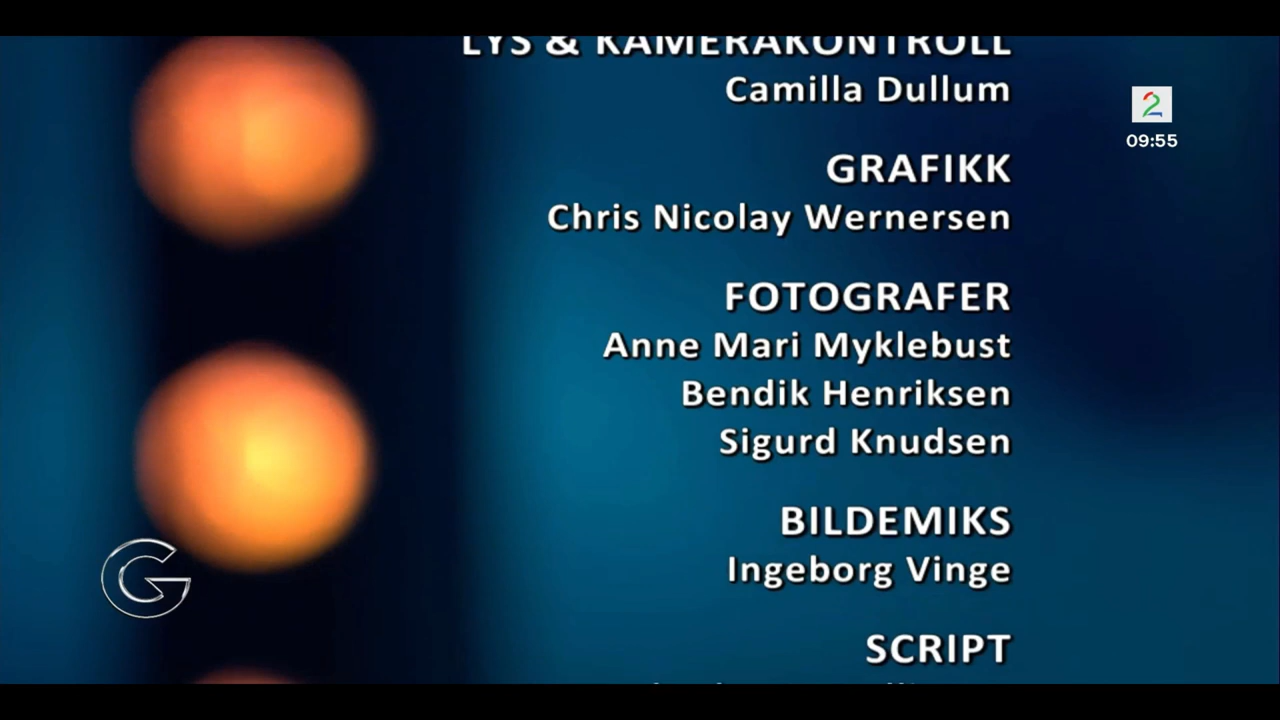 LYS & KAMERAKONTROLL
Camilla Dullum
2
09:55
GRAFIKK
Chris Nicolay Wernersen
FOTOGRAFER
Anne Mari Myklebust
Bendik Henriksen
Sigurd Knudsen
BILDEMIKS
Ingeborg Vinge
G
SCRIPT